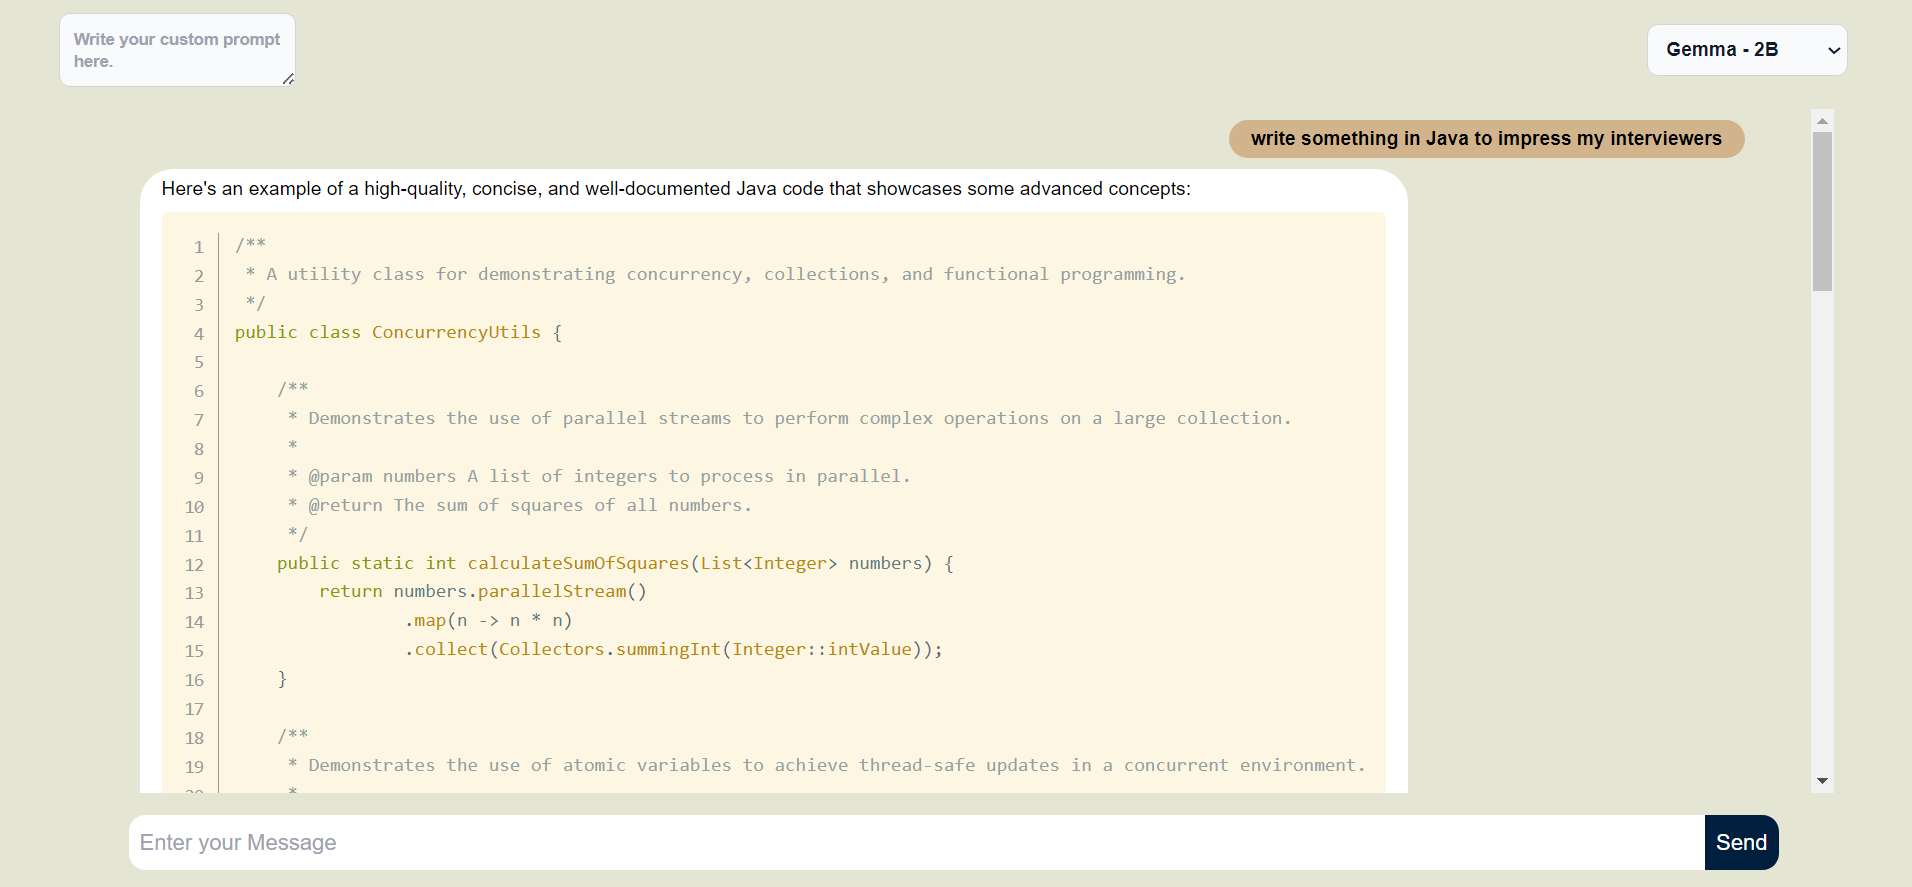 Write your custom prompt
here.
Gemma - 2B
write something in Java to impress my interviewers
Here's an example of a high-quality, concise, and well-documented Java code that showcases some advanced concepts:
1 /**
2  * A utility class for demonstrating concurrency, collections, and functional programming.
3  */
4 public class ConcurrencyUtils {
5
6     /**
7      * Demonstrates the use of parallel streams to perform complex operations on a large collection.
8      *
9      * @param numbers A list of integers to process in parallel.
10      * @return The sum of squares of all numbers.
11      */
12     public static int calculateSumOfSquares(List<Integer> numbers) {
13         return numbers.parallelStream()
14                 .map(n -> n * n)
15                 .collect(Collectors.summingInt(Integer::intValue));
16     }
17
18     /**
19      * Demonstrates the use of atomic variables to achieve thread-safe updates in a concurrent environment.
20      *
Enter your Message
Send